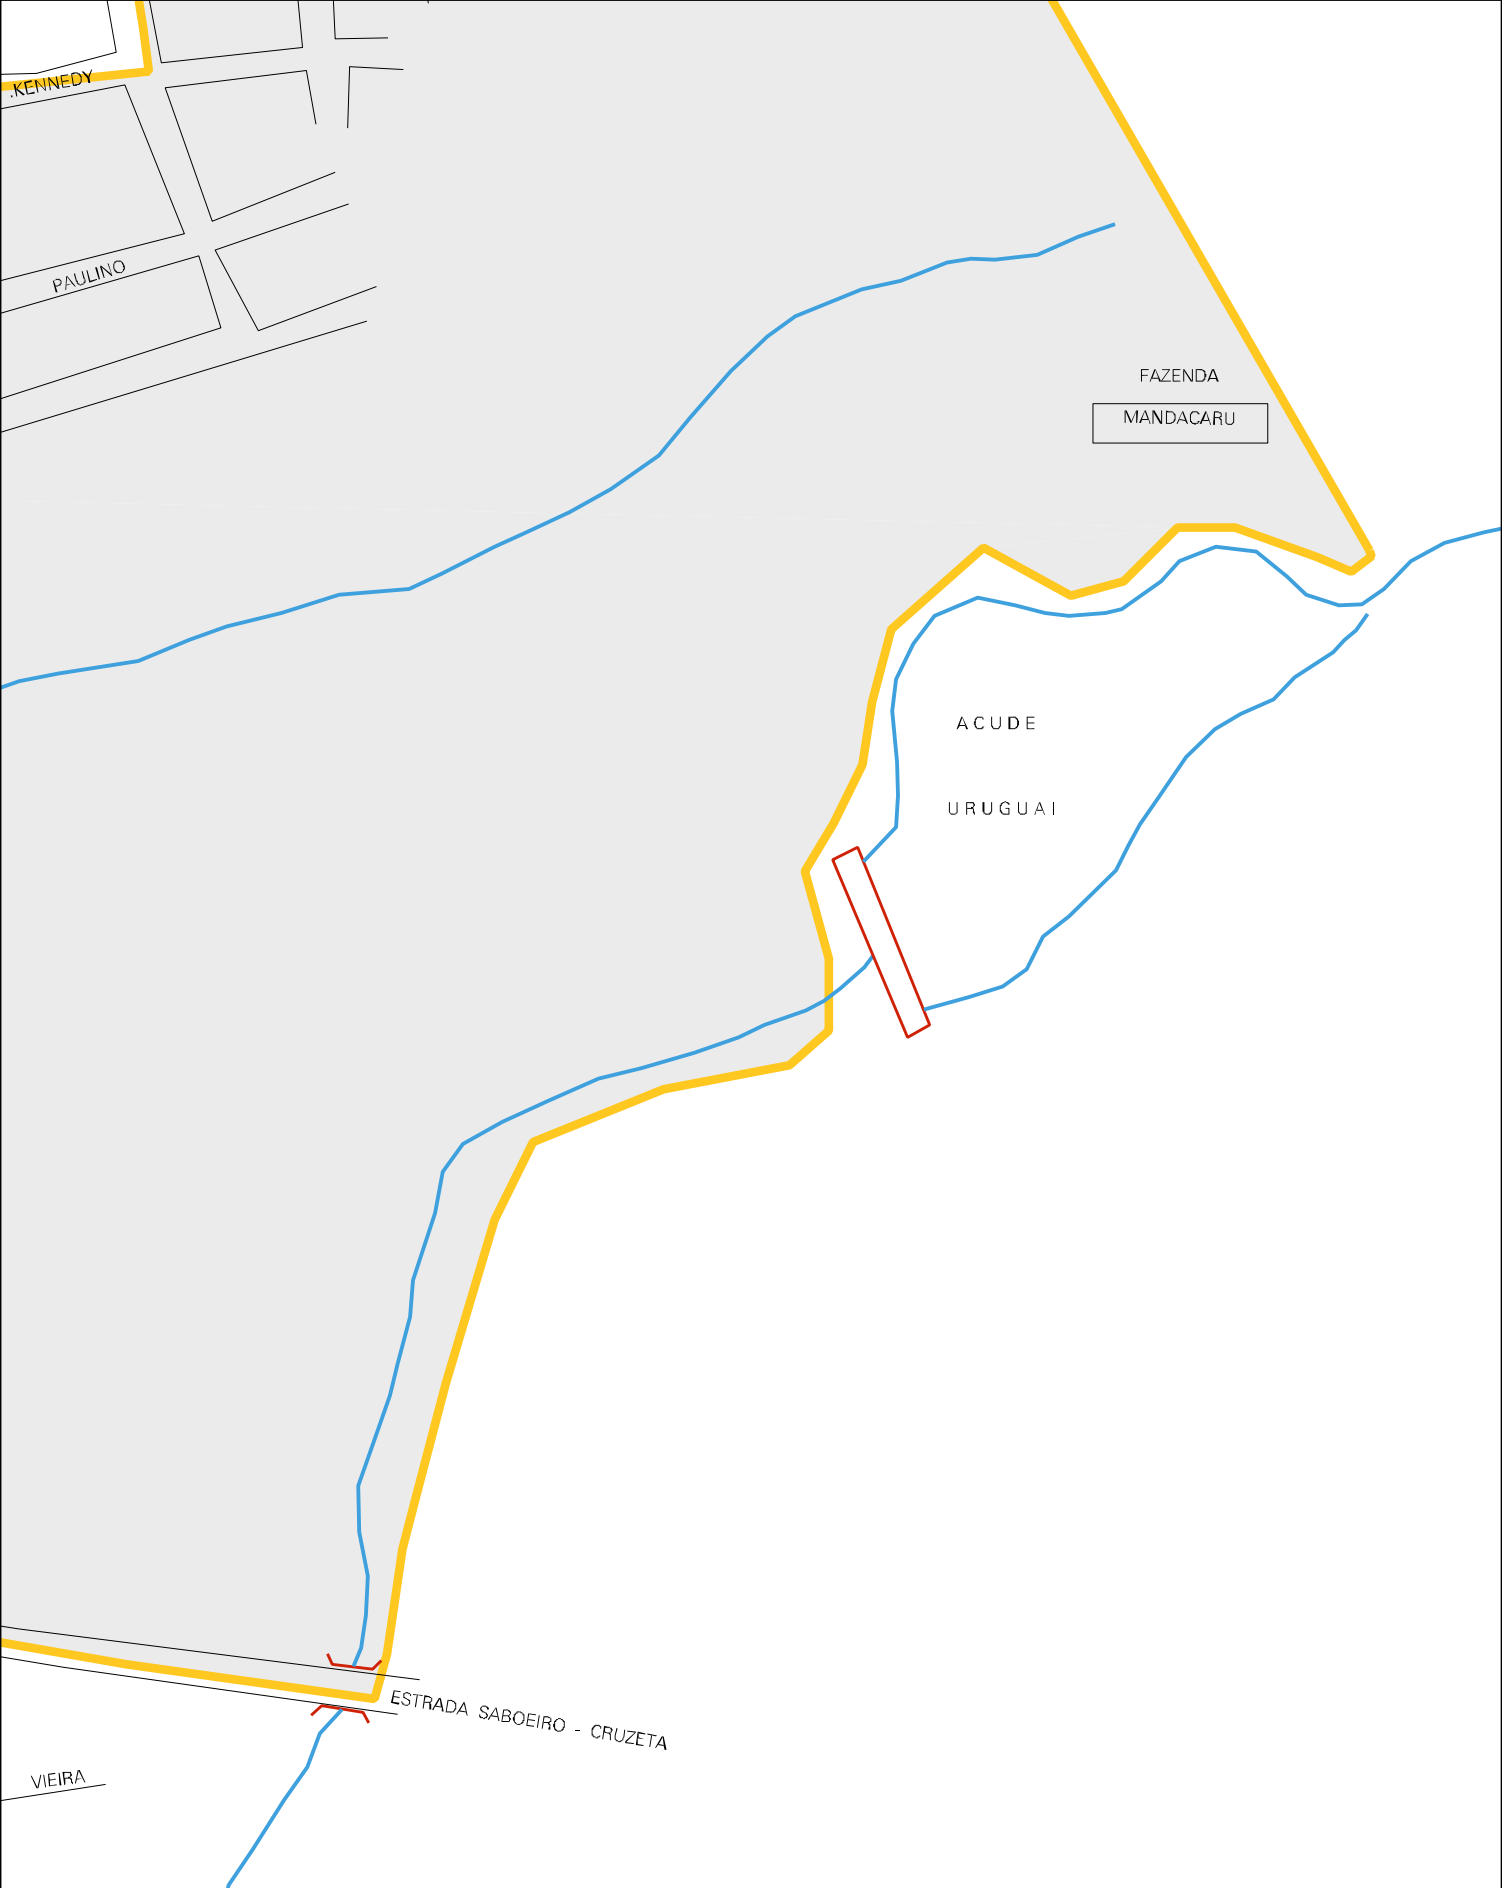 .KENNEDY
PAULINO
FAZENDA
MANDACARU
ACUDE
URUGUAI
ESTRADA SABOEIRO - CRUZETA
VIEIRA